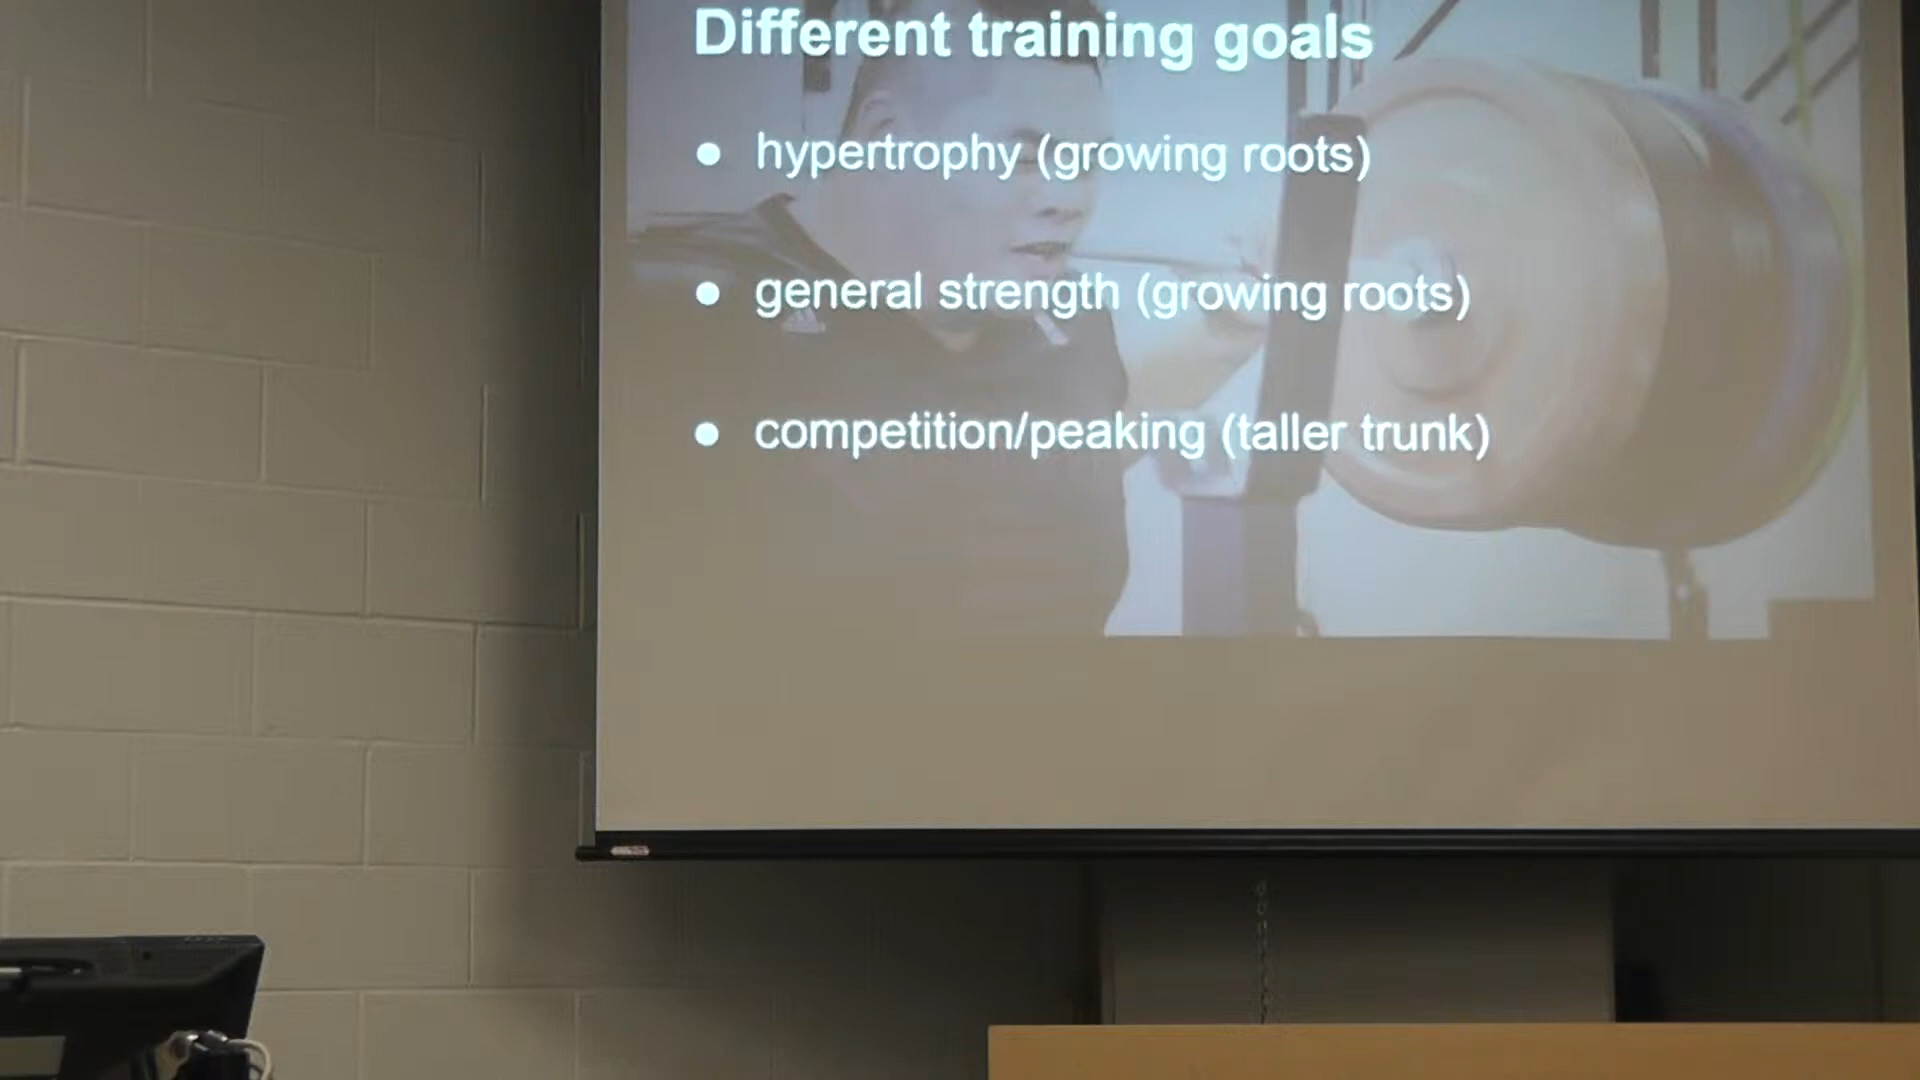 Different training goals
● hypertrophy (growing roots)
● general strength (growing roots)
● competition/peaking (taller trunk)